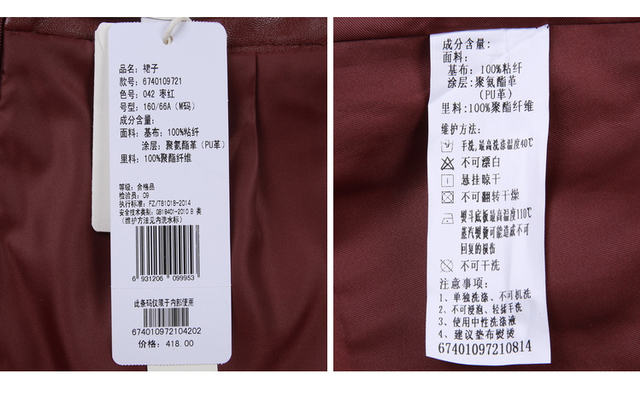 品名: 裙子
款号: 6740109721
色号: 042 枣红
号型: 160/66A (M码)
成分含量:
面料: 基布: 100%粘纤
涂层: 聚氨酯革 (PU革)
里料: 100%聚酯纤维
等级: 合格品
检验员: 09
执行标准: FZ/T81018-2014
安全技术类别: GB18401-2010 B 类
(维护方法见内洗水标)
6 931206 099953
此条码仅限于内部使用
674010972104202
价格: 418.00
成分含量:
面料:
基布: 100%粘纤
涂层: 聚氨酯革
(PU革)
里料: 100%聚酯纤维
维护方法:
手洗,最高洗涤温度40℃
不可漂白
悬挂晾干
不可翻转干燥
熨斗底板最高温度110℃
蒸汽熨烫可能造成不可
回复的损伤
不可干洗
注意事项:
1、单独洗涤、不可机洗
2、不可浸泡、轻揉手洗
3、使用中性洗涤液
4、建议垫布熨烫
67401097210814